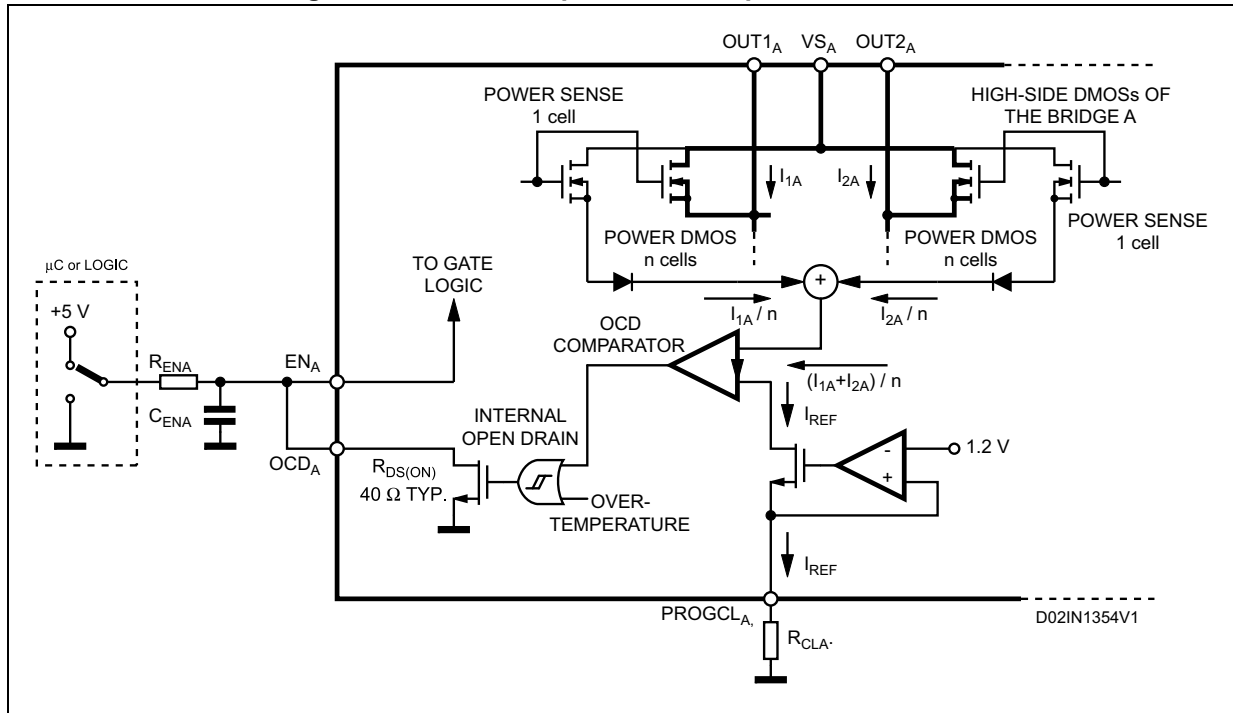 OUT1A VSA OUT2A
POWER SENSE
1 cell
HIGH-SIDE DMOSs OF
THE BRIDGE A
I1A
I2A
POWER SENSE
1 cell
POWER DMOS
n cells
POWER DMOS
n cells
µC or LOGIC
+5 V
TO GATE
LOGIC
+
I1A / n
I2A / n
OCD
COMPARATOR
RENA
ENA
(I1A+I2A) / n
CENA
INTERNAL
OPEN DRAIN
IREF
-
+
1.2 V
OCDA
RDS(ON)
40 Ω TYP.
OVER-
TEMPERATURE
IREF
PROGCLA,
D02IN1354V1
RCLA.